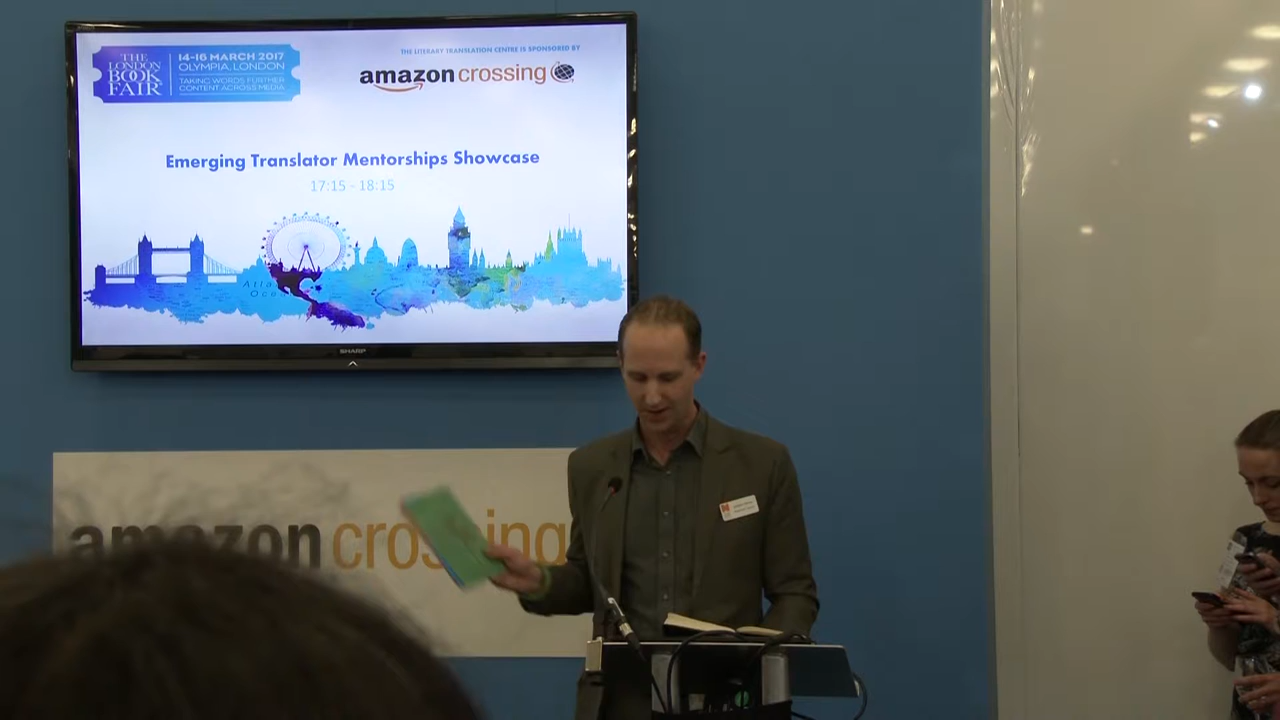 THE LONDON BOOK FAIR
14-16 MARCH 2017
OLYMPIA, LONDON
TAKING WORDS FURTHER
CONTENT ACROSS MEDIA
THE LITERARY TRANSLATION CENTRE IS SPONSORED BY
amazon crossing
Emerging Translator Mentorships Showcase
17:15 - 18:15
SHARP
amazon crossing